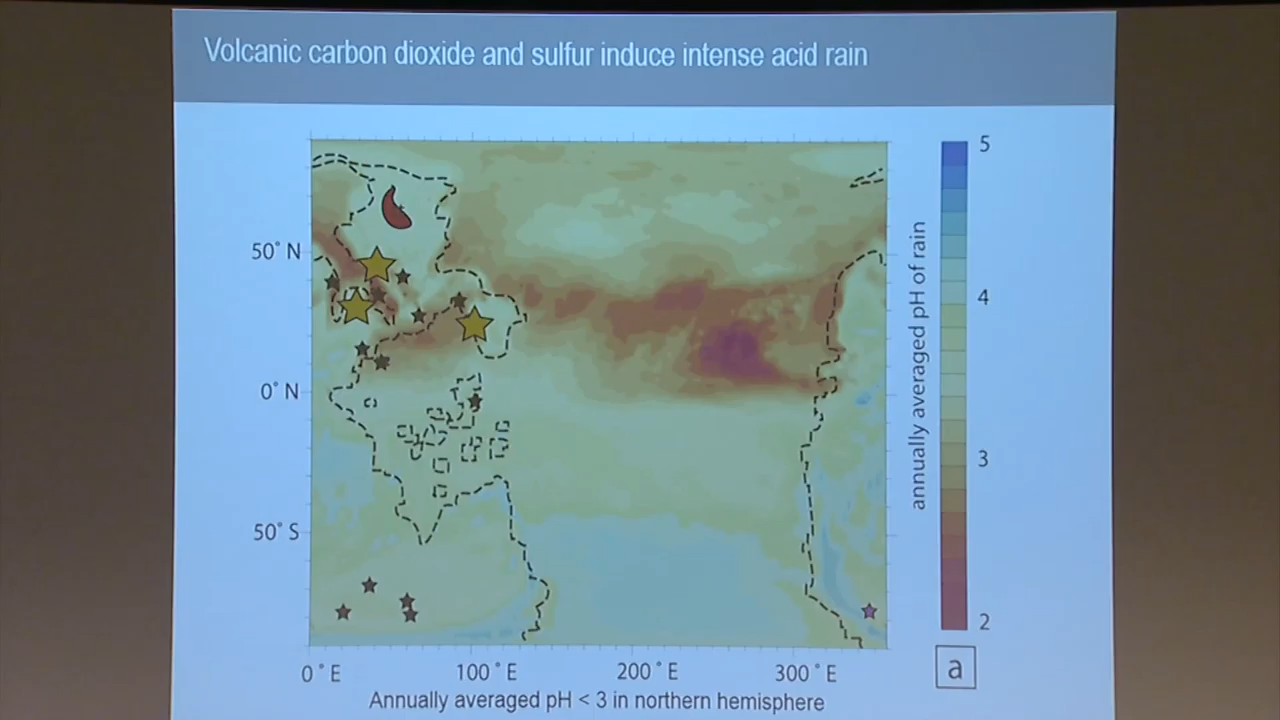 Volcanic carbon dioxide and sulfur induce intense acid rain
5
50° N
4
annually averaged pH of rain
0° N
3
50° S
2
0° E
100° E
200° E
300° E
a
Annually averaged pH < 3 in northern hemisphere